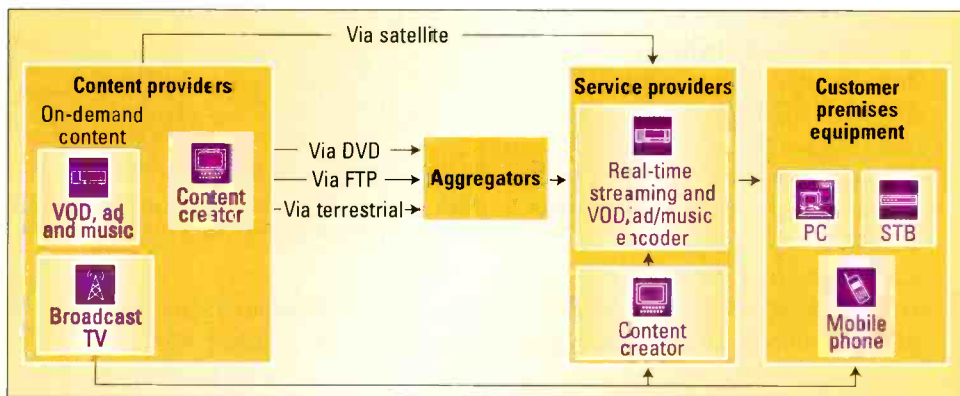 Via satellite
Content providers
On-demand
content
VOD, ad
and music
Content
creator
Broadcast
TV
Via DVD
Via FTP
Via terrestrial
Aggregators
Service providers
Real-time
streaming and
VOD, ad/music
encoder
Content
creator
Customer
premises
equipment
PC
STB
Mobile
phone